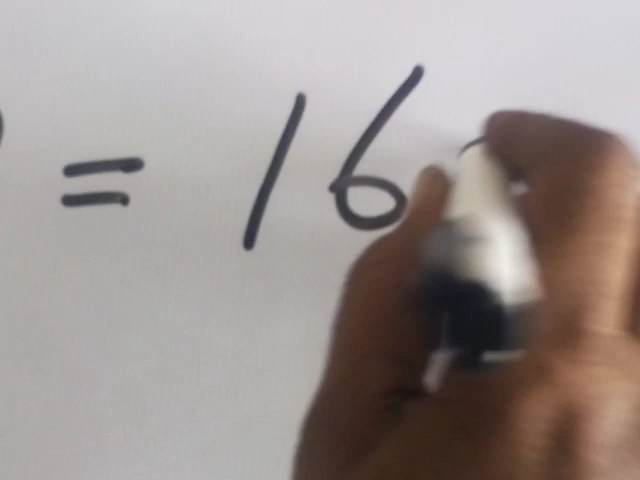 = 16